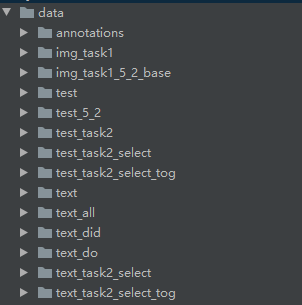 data
annotations
img_task1
img_task1_5_2_base
test
test_5_2
test_task2
test_task2_select
test_task2_select_tog
text
text_all
text_did
text_do
text_task2_select
text_task2_select_tog